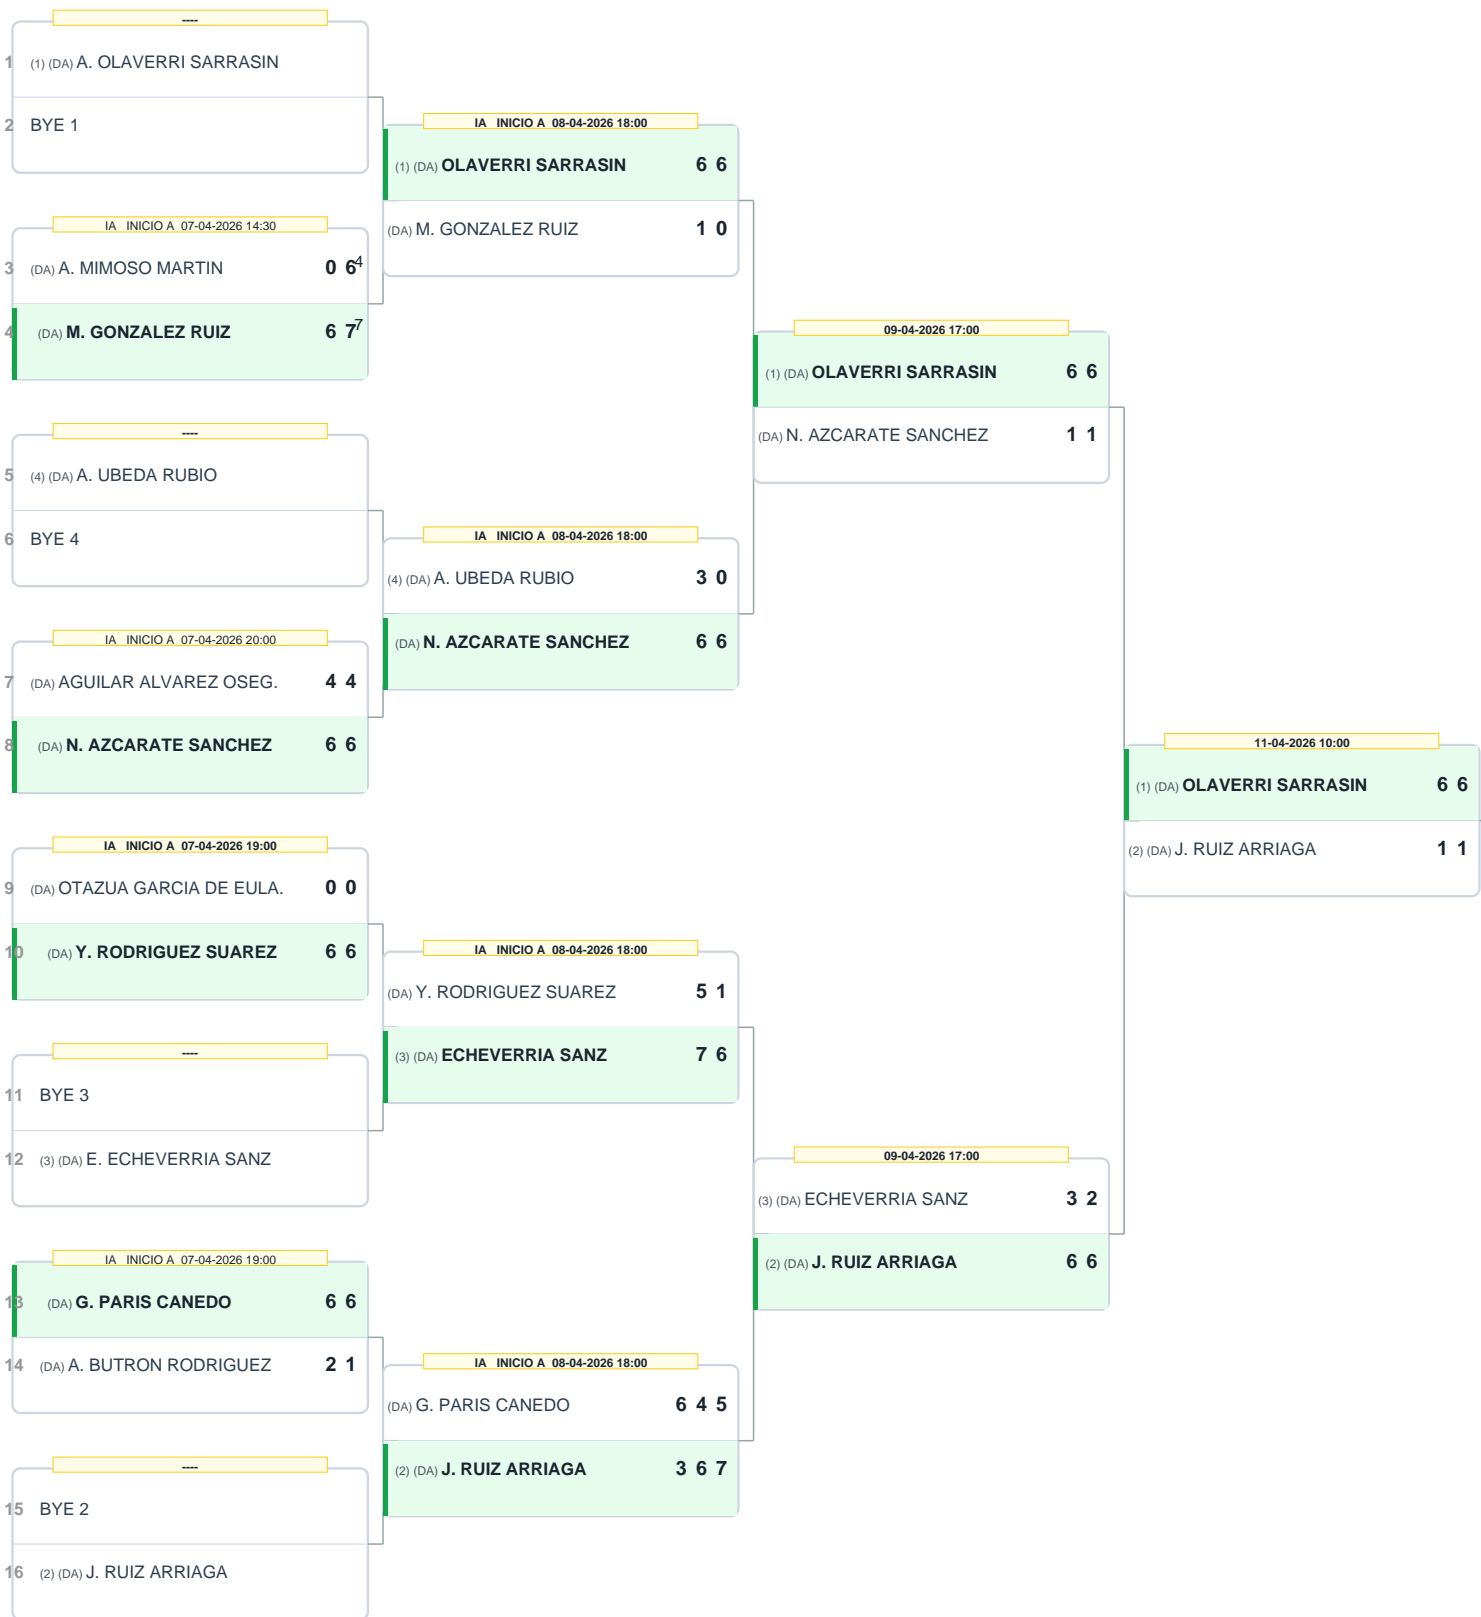 ----
1 (1) (DA) A. OLAVERRI SARRASIN
2 BYE 1
IA INICIO A 07-04-2026 14:30
3 (DA) A. MIMOSO MARTIN 0 6 4
4 (DA) M. GONZALEZ RUIZ 6 7 7
----
5 (4) (DA) A. UBEDA RUBIO
6 BYE 4
IA INICIO A 07-04-2026 20:00
7 (DA) AGUILAR ALVAREZ OSEG. 4 4
8 (DA) N. AZCARATE SANCHEZ 6 6
IA INICIO A 07-04-2026 19:00
9 (DA) OTAZUA GARCIA DE EULA. 0 0
10 (DA) Y. RODRIGUEZ SUAREZ 6 6
----
11 BYE 3
12 (3) (DA) E. ECHEVERRIA SANZ
IA INICIO A 07-04-2026 19:00
13 (DA) G. PARIS CANEDO 6 6
14 (DA) A. BUTRON RODRIGUEZ 2 1
----
15 BYE 2
16 (2) (DA) J. RUIZ ARRIAGA
IA INICIO A 08-04-2026 18:00
(1) (DA) OLAVERRI SARRASIN 6 6
(DA) M. GONZALEZ RUIZ 1 0
IA INICIO A 08-04-2026 18:00
(4) (DA) A. UBEDA RUBIO 3 0
(DA) N. AZCARATE SANCHEZ 6 6
IA INICIO A 08-04-2026 18:00
(DA) Y. RODRIGUEZ SUAREZ 5 1
(3) (DA) ECHEVERRIA SANZ 7 6
IA INICIO A 08-04-2026 18:00
(DA) G. PARIS CANEDO 6 4 5
(2) (DA) J. RUIZ ARRIAGA 3 6 7
09-04-2026 17:00
(1) (DA) OLAVERRI SARRASIN 6 6
(DA) N. AZCARATE SANCHEZ 1 1
09-04-2026 17:00
(3) (DA) ECHEVERRIA SANZ 3 2
(2) (DA) J. RUIZ ARRIAGA 6 6
11-04-2026 10:00
(1) (DA) OLAVERRI SARRASIN 6 6
(2) (DA) J. RUIZ ARRIAGA 1 1